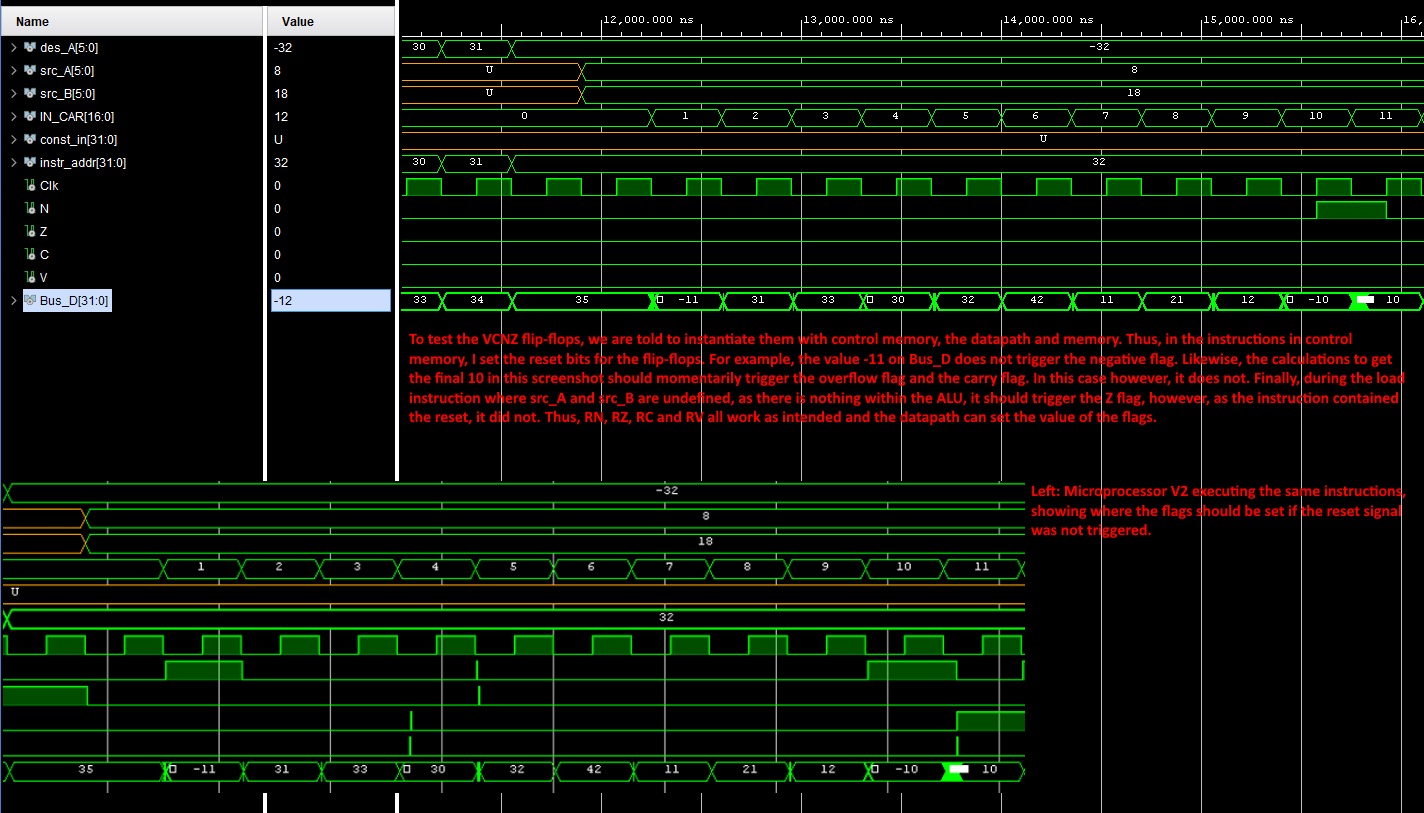 Name Value
12,000.000 ns 13,000.000 ns 14,000.000 ns 15,000.000 ns 16,
des_A[5:0] -32 30 31 -32
src_A[5:0] 8 U 8
src_B[5:0] 18 U 18
IN_CAR[16:0] 12 0 1 2 3 4 5 6 7 8 9 10 11
const_in[31:0] U U
instr_addr[31:0] 32 30 31 32
Clk 0
N 0
Z 0
C 0
V 0
Bus_D[31:0] -12 33 34 35 -11 31 33 30 32 42 11 21 12 -10 10
To test the VCNZ flip-flops, we are told to instantiate them with control memory, the datapath and memory. Thus, in the instructions in control
memory, I set the reset bits for the flip-flops. For example, the value -11 on Bus_D does not trigger the negative flag. Likewise, the calculations to get
the final 10 in this screenshot should momentarily trigger the overflow flag and the carry flag. In this case however, it does not. Finally, during the load
instruction where src_A and src_B are undefined, as there is nothing within the ALU, it should trigger the Z flag, however, as the instruction contained
the reset, it did not. Thus, RN, RZ, RC and RV all work as intended and the datapath can set the value of the flags.
-32
8
18
1 2 3 4 5 6 7 8 9 10 11
U
32
35 -11 31 33 30 32 42 11 21 12 -10 10
Left: Microprocessor V2 executing the same instructions,
showing where the flags should be set if the reset signal
was not triggered.